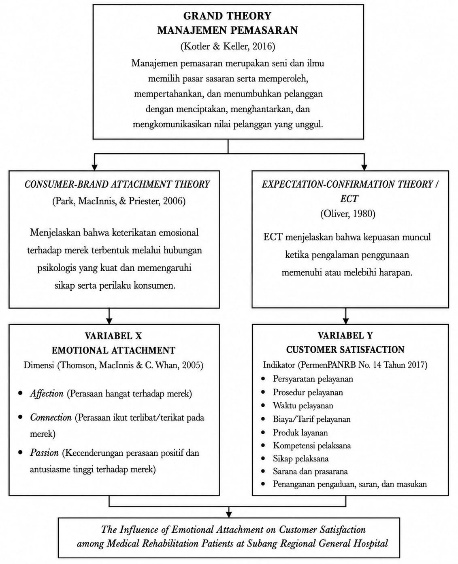 GRAND THEORY
MANAJEMEN PEMASARAN
(Kotler & Keller, 2016)
Manajemen pemasaran merupakan seni dan ilmu
memilih pasar sasaran serta memperoleh,
mempertahankan, dan menumbuhkan pelanggan
dengan menciptakan, menghantarkan, dan
mengkomunikasikan nilai pelanggan yang unggul.
CONSUMER-BRAND ATTACHMENT THEORY
(Park, MacInnis, & Priester, 2006)
Menjelaskan bahwa keterikatan emosional
terhadap merek terbentuk melalui hubungan
psikologis yang kuat dan memengaruhi
sikap serta perilaku konsumen.
EXPECTATION-CONFIRMATION THEORY /
ECT
(Oliver, 1980)
ECT menjelaskan bahwa kepuasan muncul
ketika pengalaman penggunaan
memenuhi atau melebihi harapan.
VARIABEL X
EMOTIONAL ATTACHMENT
Dimensi (Thomson, MacInnis & C. Whan, 2005)
• Affection (Perasaan hangat terhadap merek)
• Connection (Perasaan ikut terlibat/terikat pada
merek)
• Passion (Kecenderungan perasaan positif dan
antusiasme tinggi terhadap merek)
VARIABEL Y
CUSTOMER SATISFACTION
Indikator (PermenPANRB No. 14 Tahun 2017)
• Persyaratan pelayanan
• Prosedur pelayanan
• Waktu pelayanan
• Biaya/Tarif pelayanan
• Produk layanan
• Kompetensi pelaksana
• Sikap pelaksana
• Sarana dan prasarana
• Penanganan pengaduan, saran, dan masukan
The Influence of Emotional Attachment on Customer Satisfaction
among Medical Rehabilitation Patients at Subang Regional General Hospital